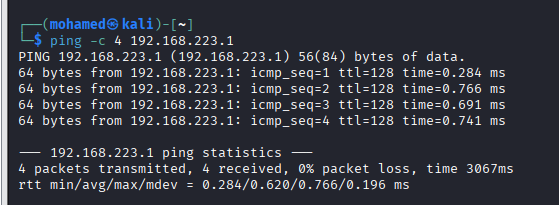 ┌──(mohamed㉿kali)-[~]
└─$ ping -c 4 192.168.223.1
PING 192.168.223.1 (192.168.223.1) 56(84) bytes of data.
64 bytes from 192.168.223.1: icmp_seq=1 ttl=128 time=0.284 ms
64 bytes from 192.168.223.1: icmp_seq=2 ttl=128 time=0.766 ms
64 bytes from 192.168.223.1: icmp_seq=3 ttl=128 time=0.691 ms
64 bytes from 192.168.223.1: icmp_seq=4 ttl=128 time=0.741 ms

--- 192.168.223.1 ping statistics ---
4 packets transmitted, 4 received, 0% packet loss, time 3067ms
rtt min/avg/max/mdev = 0.284/0.620/0.766/0.196 ms